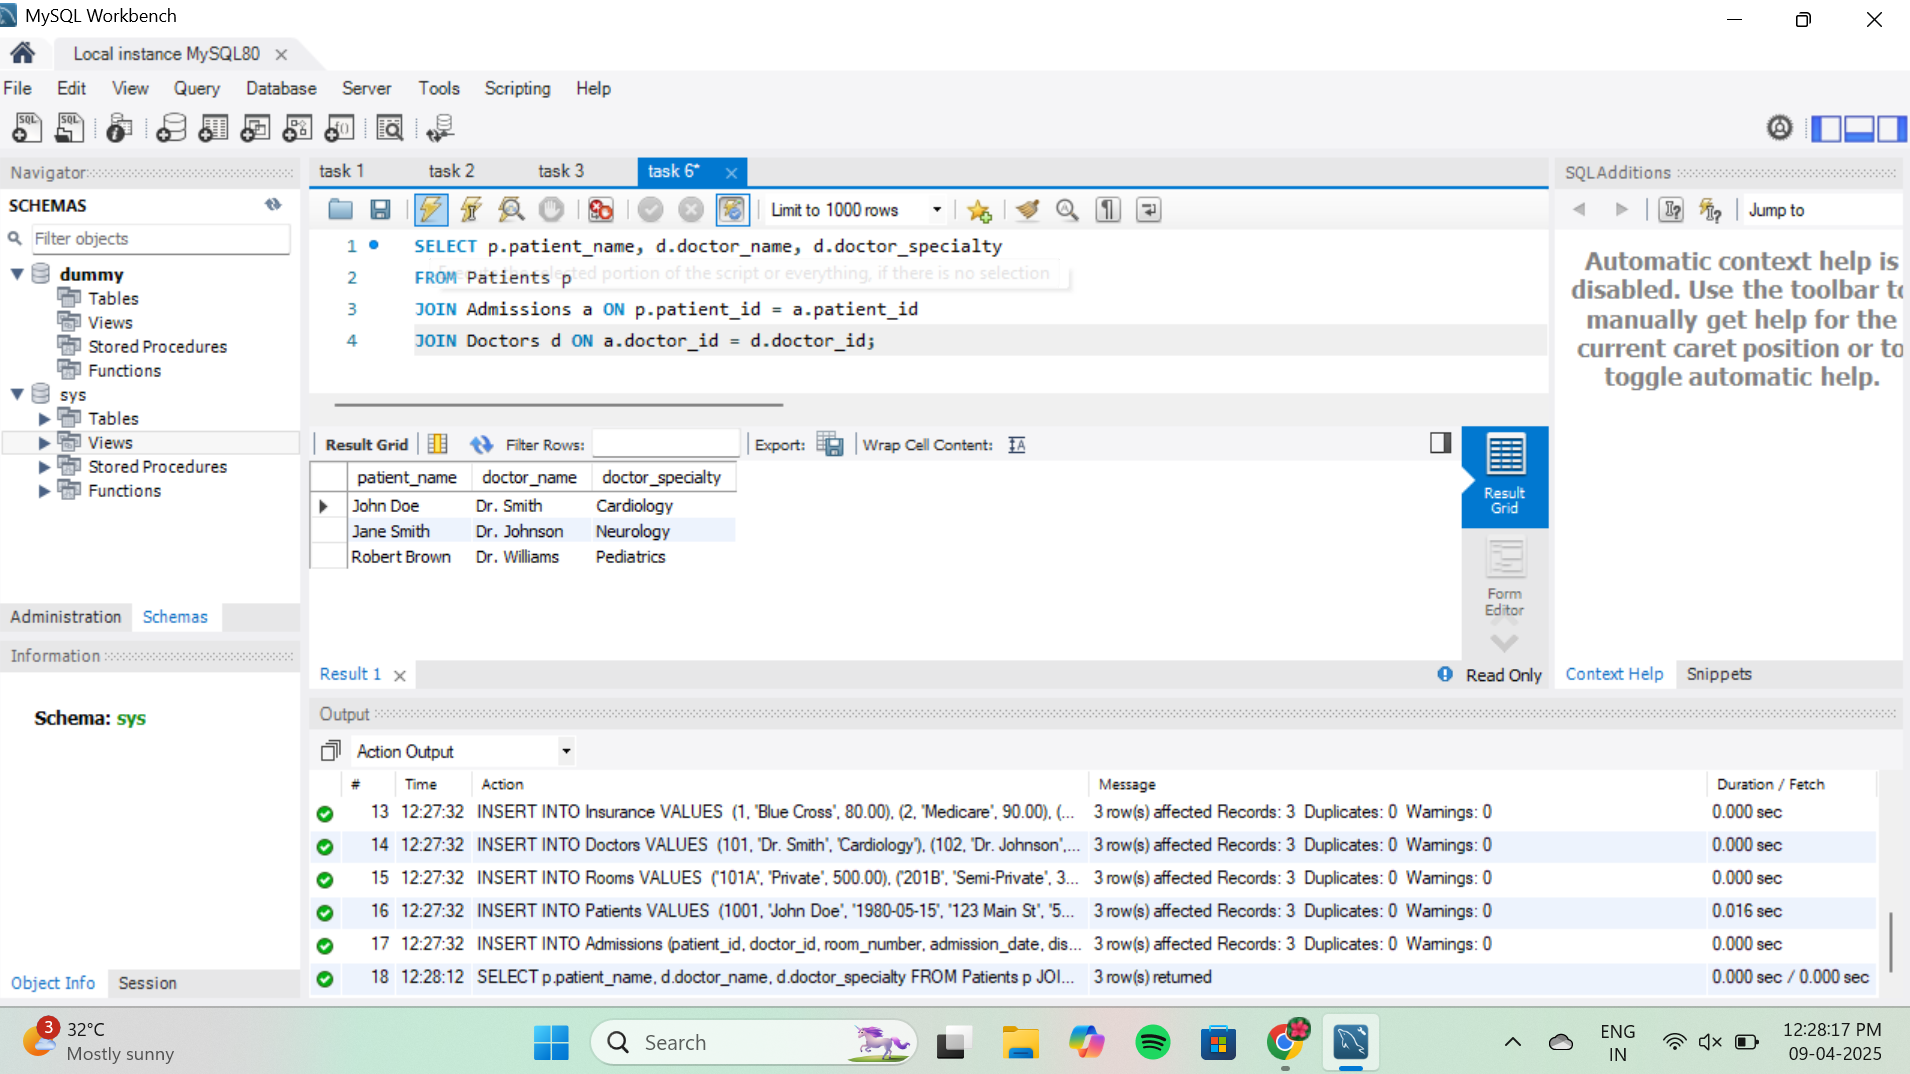 MySQL Workbench
Local instance MySQL80
File Edit View Query Database Server Tools Scripting Help
Navigator
SCHEMAS
Filter objects
dummy
Tables
Views
Stored Procedures
Functions
sys
Tables
Views
Stored Procedures
Functions
Administration Schemas
Information
Schema: sys
Object Info Session
task 1 task 2 task 3 task 6*
Limit to 1000 rows
1 SELECT p.patient_name, d.doctor_name, d.doctor_specialty
2 FROM Patients p
selected portion of the script or everything, if there is no selection
3 JOIN Admissions a ON p.patient_id = a.patient_id
4 JOIN Doctors d ON a.doctor_id = d.doctor_id;
Result Grid Filter Rows: Export: Wrap Cell Content:
patient_name doctor_name doctor_specialty
John Doe Dr. Smith Cardiology
Jane Smith Dr. Johnson Neurology
Robert Brown Dr. Williams Pediatrics
Result
Grid
Form
Editor
Result 1
Read Only
SQLAdditions
Jump to
Automatic context help is
disabled. Use the toolbar to
manually get help for the
current caret position or to
toggle automatic help.
Context Help Snippets
Output
Action Output
# Time Action Message Duration / Fetch
13 12:27:32 INSERT INTO Insurance VALUES (1, 'Blue Cross', 80.00), (2, 'Medicare', 90.00), (... 3 row(s) affected Records: 3 Duplicates: 0 Warnings: 0 0.000 sec
14 12:27:32 INSERT INTO Doctors VALUES (101, 'Dr. Smith', 'Cardiology'), (102, 'Dr. Johnson',... 3 row(s) affected Records: 3 Duplicates: 0 Warnings: 0 0.000 sec
15 12:27:32 INSERT INTO Rooms VALUES ('101A', 'Private', 500.00), ('201B', 'Semi-Private', 3... 3 row(s) affected Records: 3 Duplicates: 0 Warnings: 0 0.000 sec
16 12:27:32 INSERT INTO Patients VALUES (1001, 'John Doe', '1980-05-15', '123 Main St', '5... 3 row(s) affected Records: 3 Duplicates: 0 Warnings: 0 0.016 sec
17 12:27:32 INSERT INTO Admissions (patient_id, doctor_id, room_number, admission_date, dis... 3 row(s) affected Records: 3 Duplicates: 0 Warnings: 0 0.000 sec
18 12:28:12 SELECT p.patient_name, d.doctor_name, d.doctor_specialty FROM Patients p JOI... 3 row(s) returned 0.000 sec / 0.000 sec
3
32°C
Mostly sunny
Search
ENG
IN
12:28:17 PM
09-04-2025